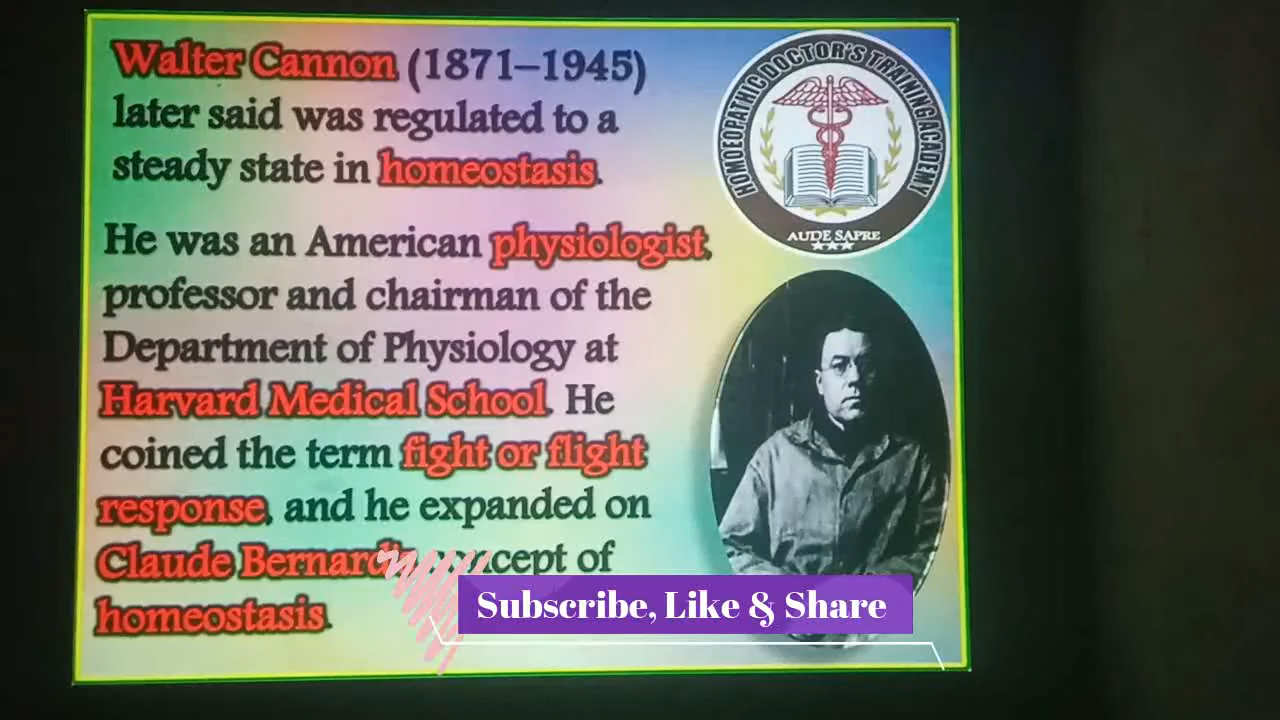 Walter Cannon (1871–1945)
later said was regulated to a
steady state in homeostasis.
He was an American physiologist,
professor and chairman of the
Department of Physiology at
Harvard Medical School. He
coined the term fight or flight
response, and he expanded on
Claude Bernard's concept of
homeostasis.
HOMOEOPATHIC DOCTOR'S TRAINING ACADEMY
AUDE SAPRE
Subscribe, Like & Share